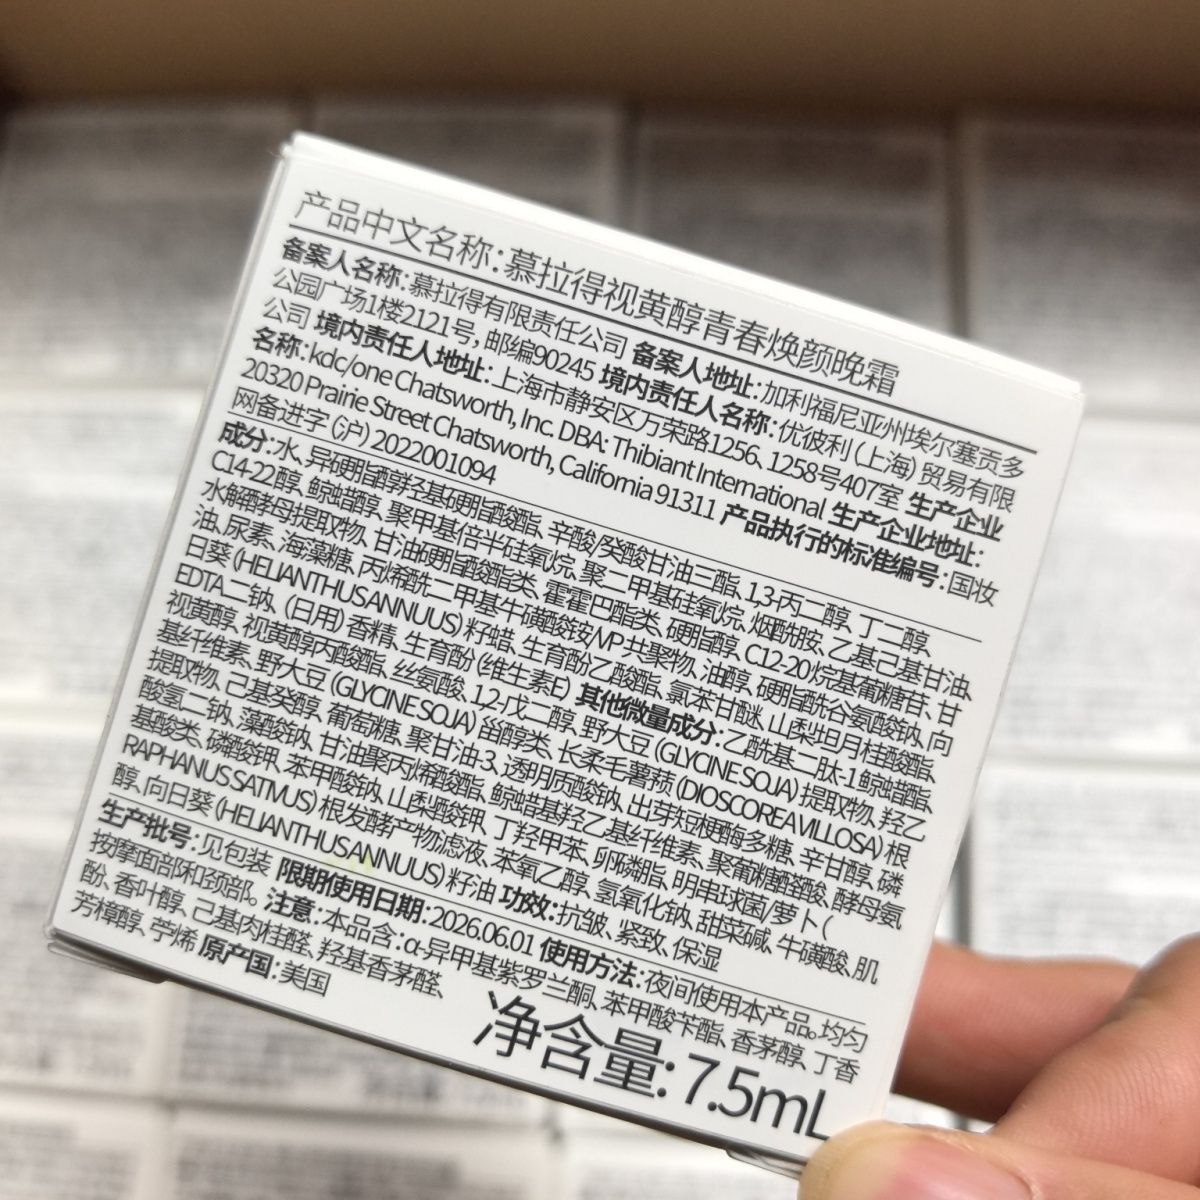 产品中文名称:慕拉得视黄醇青春焕颜晚霜
备案人名称:慕拉得有限责任公司 备案人地址:加利福尼亚州埃尔塞贡多
公园广场1楼2121号,邮编90245 境内责任人名称:优彼利(上海)贸易有限
公司 境内责任人地址:上海市静安区万荣路1256、1258号407室 生产企业
名称:kdc/one Chatsworth, Inc. DBA: Thibiant International 生产企业地址:
20320 Prairie Street Chatsworth, California 91311 产品执行的标准编号:国妆
网备进字(沪)2022001094
成分:水、异硬脂醇羟基硬脂酸酯、辛酸/癸酸甘油三酯、1,3-丙二醇、丁二醇、
C14-22醇、鲸蜡醇、聚甲基倍半硅氧烷、聚二甲基硅氧烷、烟酰胺、乙基己基甘油、
水解酵母提取物、甘油硬脂酸酯类、霍霍巴酯类、硬脂醇、C12-20烷基葡糖苷、甘
油、尿素、海藻糖、丙烯酰二甲基牛磺酸铵/VP共聚物、油醇、硬脂酰谷氨酸钠、向
日葵(HELIANTHUS ANNUUS)籽蜡、生育酚乙酸酯、氯苯甘醚、山梨坦月桂酸酯、
EDTA二钠、(日用)香精、生育酚(维生素E) 其他微量成分:乙酰基二肽-1鲸蜡酯、
视黄醇、视黄醇丙酸酯、丝氨酸、1,2-戊二醇、野大豆(GLYCINE SOJA)提取物、羟乙
基纤维素、野大豆(GLYCINE SOJA)甾醇类、长柔毛薯蓣(DIOSCOREA VILLOSA)根
提取物、己基癸醇、葡萄糖、聚甘油-3、透明质酸钠、出芽短梗酶多糖、辛甘醇、磷
酸氢二钠、藻酸钠、甘油聚丙烯酸酯、鲸蜡基羟乙基纤维素、聚葡糖醛酸、酵母氨
基酸类、磷酸钾、苯甲酸钠、山梨酸钾、丁羟甲苯、卵磷脂、明串球菌/萝卜(
RAPHANUS SATIVUS)根发酵产物滤液、苯氧乙醇、氢氧化钠、甜菜碱、牛磺酸、肌
醇、向日葵(HELIANTHUS ANNUUS)籽油 功效:抗皱、紧致、保湿
生产批号:见包装 限期使用日期:2026.06.01 使用方法:夜间使用本产品。均匀
按摩面部和颈部。注意:本品含:α-异甲基紫罗兰酮、苯甲酸苄酯、香茅醇、丁香
酚、香叶醇、己基肉桂醛、羟基香茅醛、
芳樟醇、苧烯 原产国:美国
净含量:7.5mL